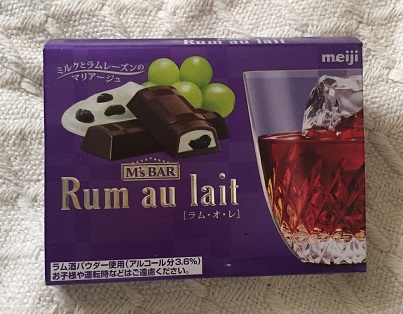 Rum au lait
meiji
ミルクとラムレーズンの
マリアージュ
M's BAR
Rum au lait
[ラム・オ・レ]
ラム酒パウダー使用(アルコール分3.6%)
お子様や運転時などはご遠慮ください。